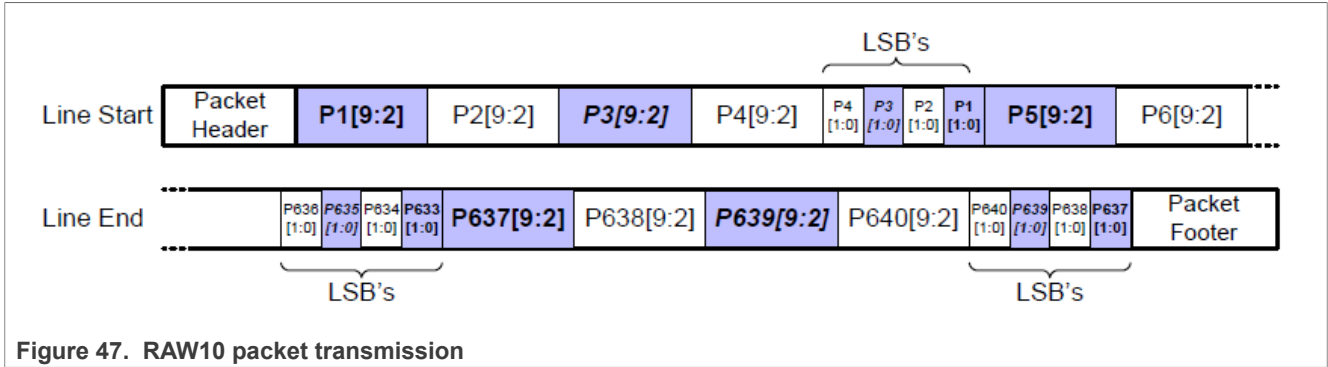 LSB's
Line Start Packet Header P1[9:2] P2[9:2] P3[9:2] P4[9:2] P4 [1:0] P3 [1:0] P2 [1:0] P1 [1:0] P5[9:2] P6[9:2]
Line End P636 [1:0] P635 [1:0] P634 [1:0] P633 [1:0] P637[9:2] P638[9:2] P639[9:2] P640[9:2] P640 [1:0] P639 [1:0] P638 [1:0] P637 [1:0] Packet Footer
LSB's LSB's
Figure 47. RAW10 packet transmission